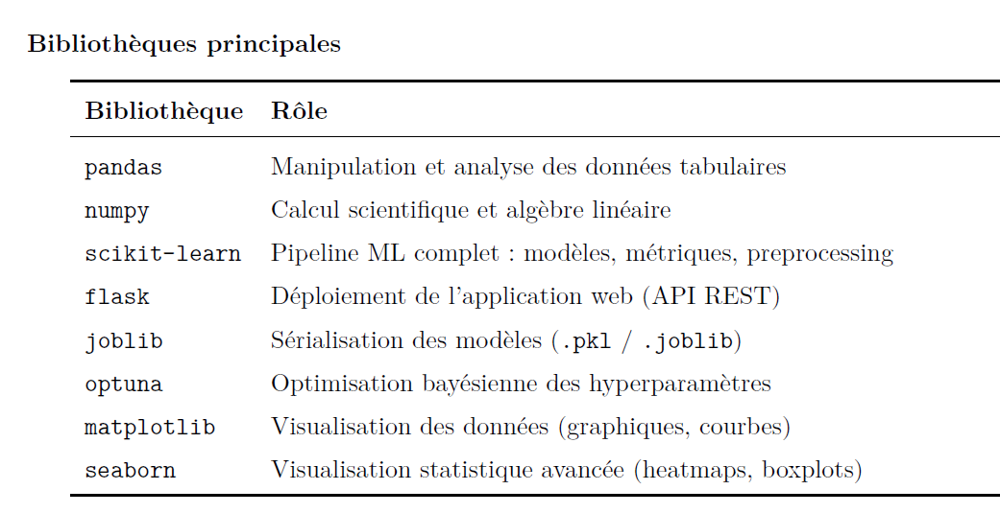 Bibliothèques principales
Bibliothèque Rôle
pandas Manipulation et analyse des données tabulaires
numpy Calcul scientifique et algèbre linéaire
scikit-learn Pipeline ML complet : modèles, métriques, preprocessing
flask Déploiement de l'application web (API REST)
joblib Sérialisation des modèles (.pkl / .joblib)
optuna Optimisation bayésienne des hyperparamètres
matplotlib Visualisation des données (graphiques, courbes)
seaborn Visualisation statistique avancée (heatmaps, boxplots)